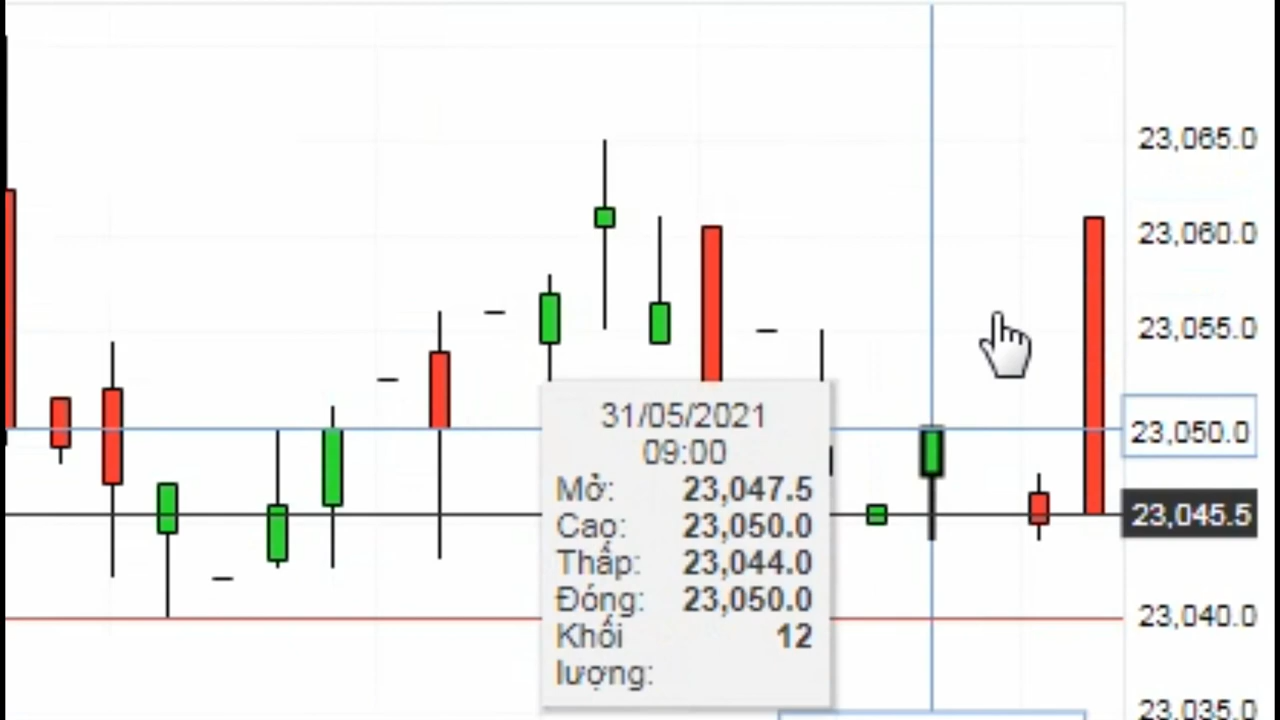 23,065.0
23,060.0
23,055.0
23,050.0
23,045.5
23,040.0
23,035.0
31/05/2021
09:00
Mở: 23,047.5
Cao: 23,050.0
Thấp: 23,044.0
Đóng: 23,050.0
Khối 12
lượng: